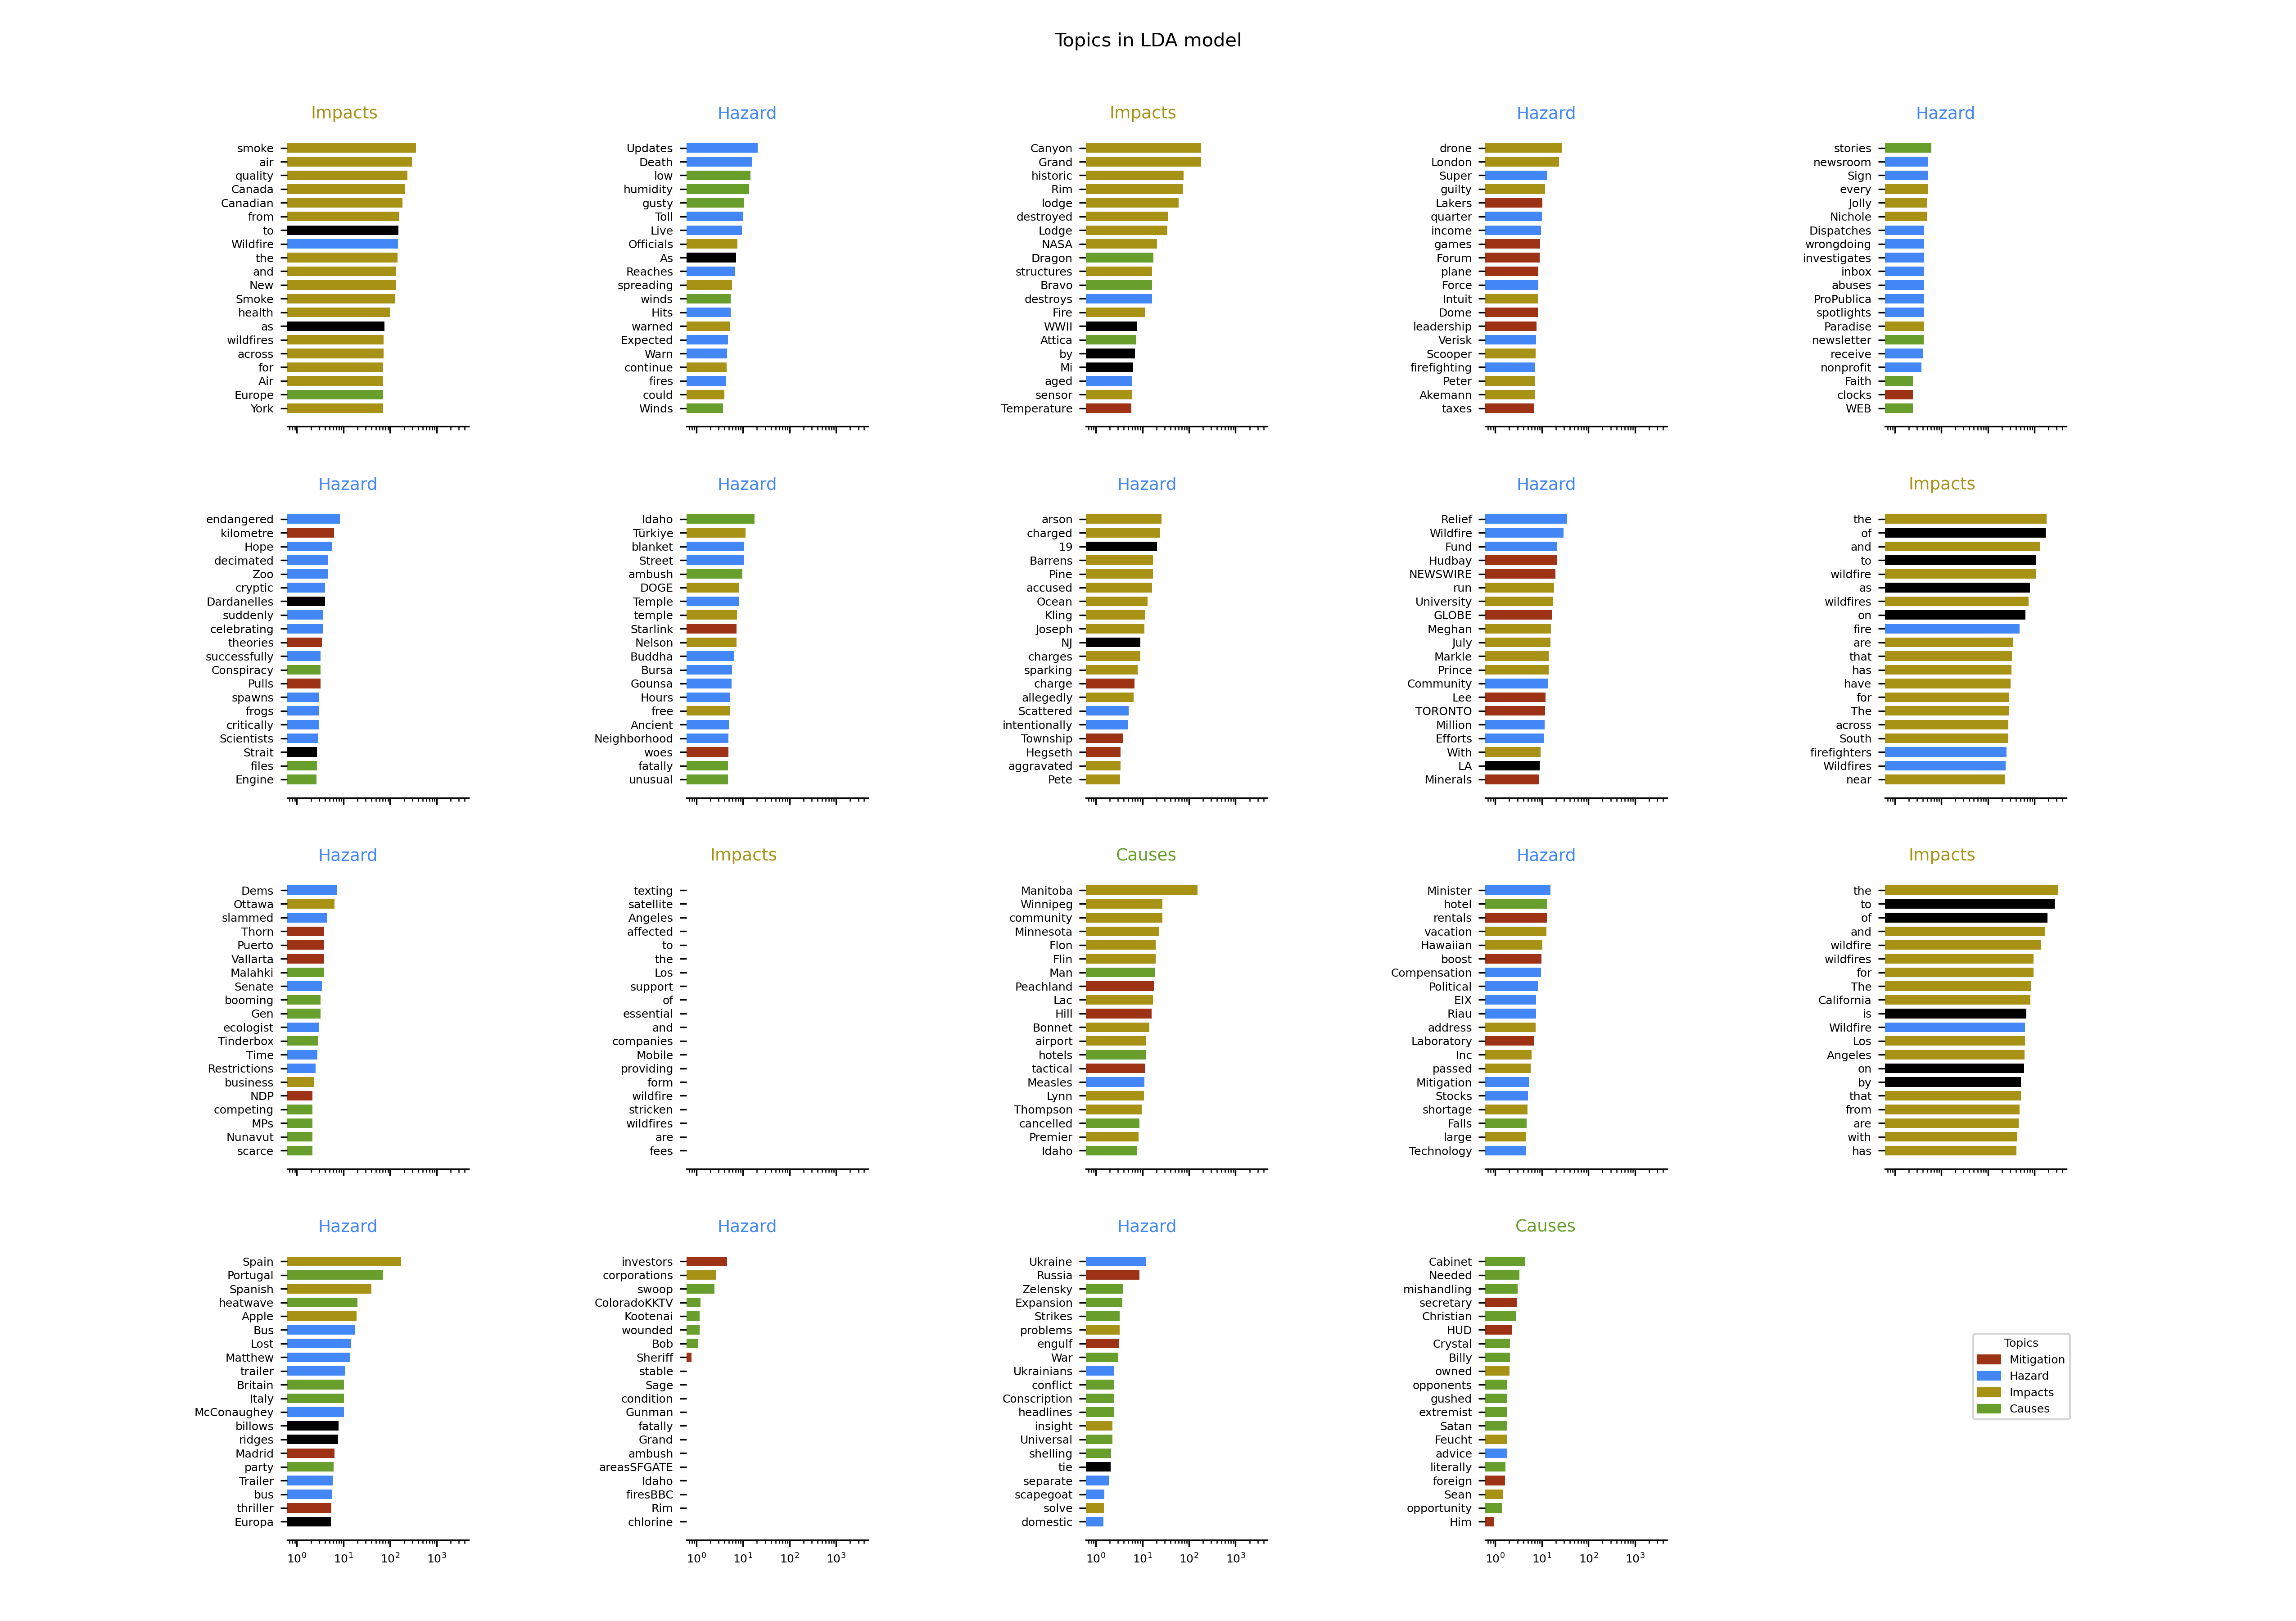 Topics in LDA model
Impacts
smoke
air
quality
Canada
Canadian
from
to
Wildfire
the
and
New
Smoke
health
as
wildfires
across
for
Air
Europe
York
Hazard
Updates
Death
low
humidity
gusty
Toll
Live
Officials
As
Reaches
spreading
winds
Hits
warned
Expected
Warn
continue
fires
could
Winds
Impacts
Canyon
Grand
historic
Rim
lodge
destroyed
Lodge
NASA
Dragon
structures
Bravo
destroys
Fire
WWII
Attica
by
Mi
aged
sensor
Temperature
Hazard
drone
London
Super
guilty
Lakers
quarter
income
games
Forum
plane
Force
Intuit
Dome
leadership
Verisk
Scooper
firefighting
Peter
Akemann
taxes
Hazard
stories
newsroom
Sign
every
Jolly
Nichole
Dispatches
wrongdoing
investigates
inbox
abuses
ProPublica
spotlights
Paradise
newsletter
receive
nonprofit
Faith
clocks
WEB
Hazard
endangered
kilometre
Hope
decimated
Zoo
cryptic
Dardanelles
suddenly
celebrating
theories
successfully
Conspiracy
Pulls
spawns
frogs
critically
Scientists
Strait
files
Engine
Hazard
Idaho
Türkiye
blanket
Street
ambush
DOGE
Temple
temple
Starlink
Nelson
Buddha
Bursa
Gounsa
Hours
free
Ancient
Neighborhood
woes
fatally
unusual
Hazard
arson
charged
19
Barrens
Pine
accused
Ocean
Kling
Joseph
NJ
charges
sparking
charge
allegedly
Scattered
intentionally
Township
Hegseth
aggravated
Pete
Hazard
Relief
Wildfire
Fund
Hudbay
NEWSWIRE
run
University
GLOBE
Meghan
July
Markle
Prince
Community
Lee
TORONTO
Million
Efforts
With
LA
Minerals
Impacts
the
of
and
to
wildfire
as
wildfires
on
fire
are
that
has
have
for
The
across
South
firefighters
Wildfires
near
Hazard
Dems
Ottawa
slammed
Thorn
Puerto
Vallarta
Malahki
Senate
booming
Gen
ecologist
Tinderbox
Time
Restrictions
business
NDP
competing
MPs
Nunavut
scarce
Impacts
texting
satellite
Angeles
affected
to
the
Los
support
of
essential
and
companies
Mobile
providing
form
wildfire
stricken
wildfires
are
fees
Causes
Manitoba
Winnipeg
community
Minnesota
Flon
Flin
Man
Peachland
Lac
Hill
Bonnet
airport
hotels
tactical
Measles
Lynn
Thompson
cancelled
Premier
Idaho
Hazard
Minister
hotel
rentals
vacation
Hawaiian
boost
Compensation
Political
EIX
Riau
address
Laboratory
Inc
passed
Mitigation
Stocks
shortage
Falls
large
Technology
Impacts
the
to
of
and
wildfire
wildfires
for
The
California
is
Wildfire
Los
Angeles
on
by
that
from
are
with
has
Hazard
Spain
Portugal
Spanish
heatwave
Apple
Bus
Lost
Matthew
trailer
Britain
Italy
McConaughey
billows
ridges
Madrid
party
Trailer
bus
thriller
Europa
10⁰ 10¹ 10² 10³
Hazard
investors
corporations
swoop
ColoradoKKTV
Kootenai
wounded
Bob
Sheriff
stable
Sage
condition
Gunman
fatally
Grand
ambush
areasSFGATE
Idaho
firesBBC
Rim
chlorine
10⁰ 10¹ 10² 10³
Hazard
Ukraine
Russia
Zelensky
Expansion
Strikes
problems
engulf
War
Ukrainians
conflict
Conscription
headlines
insight
Universal
shelling
tie
separate
scapegoat
solve
domestic
10⁰ 10¹ 10² 10³
Causes
Cabinet
Needed
mishandling
secretary
Christian
HUD
Crystal
Billy
owned
opponents
gushed
extremist
Satan
Feucht
advice
literally
foreign
Sean
opportunity
Him
10⁰ 10¹ 10² 10³
Topics
Mitigation
Hazard
Impacts
Causes